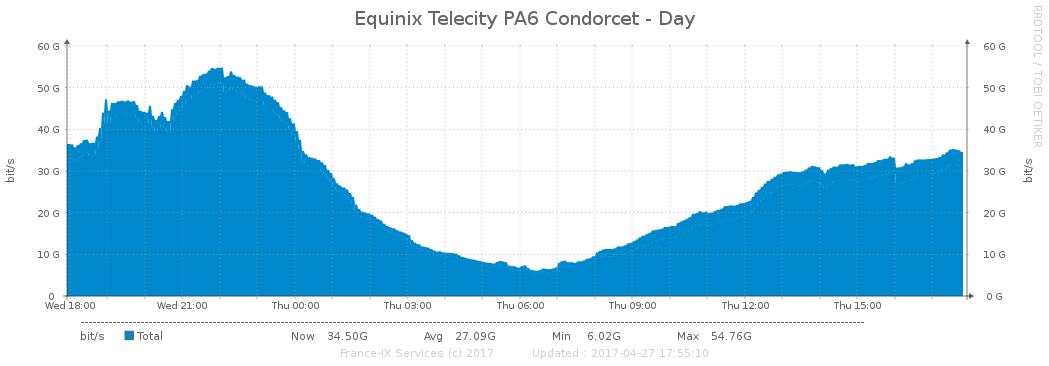 Equinix Telecity PA6 Condorcet - Day
RRDTOOL / TOBI OETIKER
60 G 60 G
50 G 50 G
40 G 40 G
30 G 30 G
20 G 20 G
10 G 10 G
0 0 G
bit/s bit/s
Wed 18:00 Wed 21:00 Thu 00:00 Thu 03:00 Thu 06:00 Thu 09:00 Thu 12:00 Thu 15:00
bit/s Total Now 34.50G Avg 27.09G Min 6.02G Max 54.76G
France-IX Services (c) 2017 Updated : 2017-04-27 17:55:10